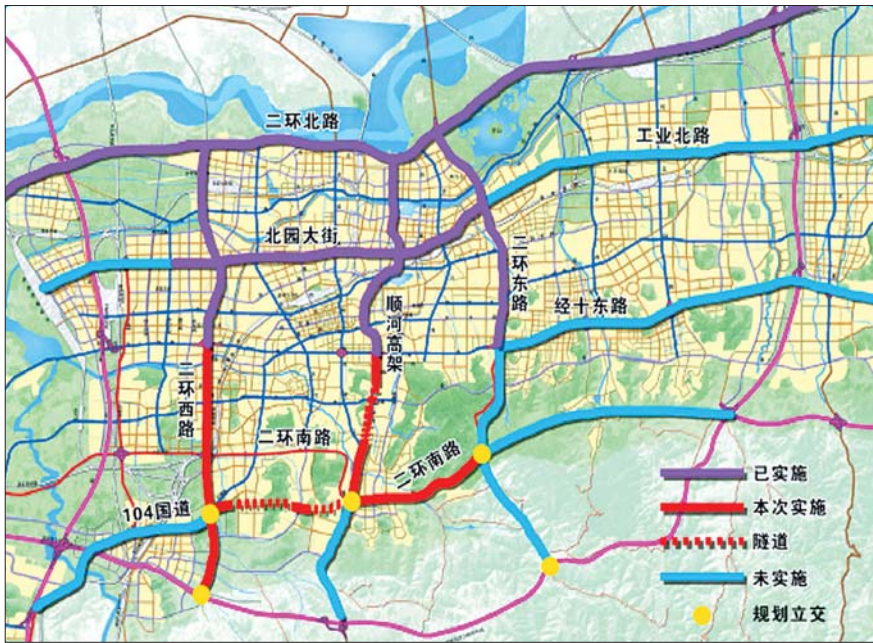 二环北路
工业北路
北园大街
二环东路
顺河高架
经十东路
二环西路
二环南路
二环南路
104国道
已实施
本次实施
隧道
未实施
规划立交